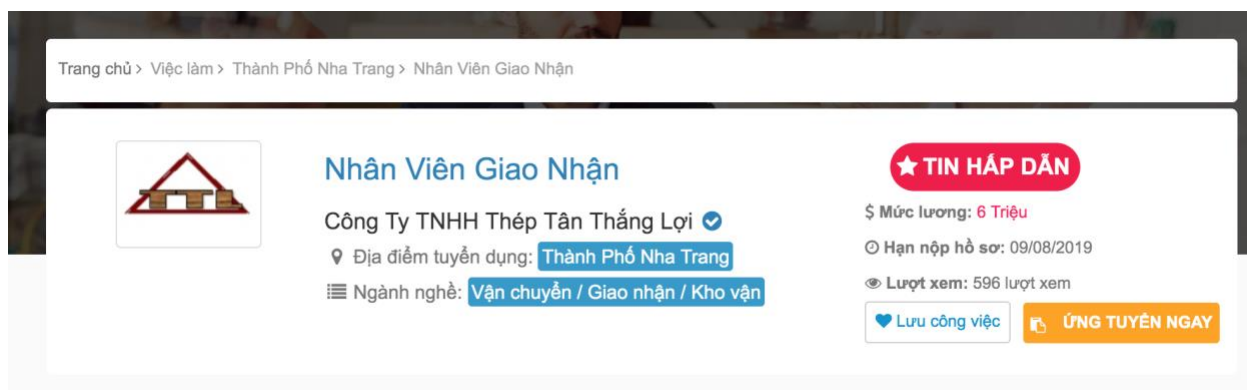 Trang chủ > Việc làm > Thành Phố Nha Trang > Nhân Viên Giao Nhận
TTL
Nhân Viên Giao Nhận
Công Ty TNHH Thép Tân Thắng Lợi
Địa điểm tuyển dụng: Thành Phố Nha Trang
Ngành nghề: Vận chuyển / Giao nhận / Kho vận
TIN HẤP DẪN
$ Mức lương: 6 Triệu
Hạn nộp hồ sơ: 09/08/2019
Lượt xem: 596 lượt xem
Lưu công việc
ỨNG TUYỂN NGAY